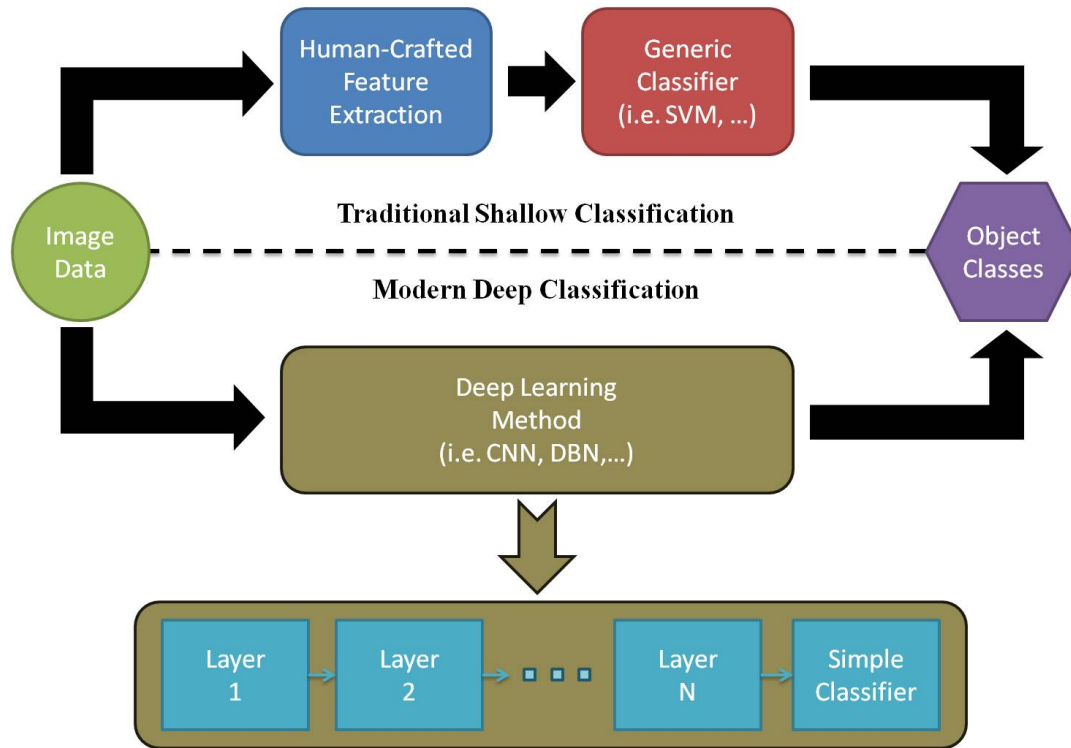 Human-Crafted
Feature
Extraction
Generic
Classifier
(i.e. SVM, ...)
Traditional Shallow Classification
Image
Data
Object
Classes
Modern Deep Classification
Deep Learning
Method
(i.e. CNN, DBN,...)
Layer
1
Layer
2
Layer
N
Simple
Classifier